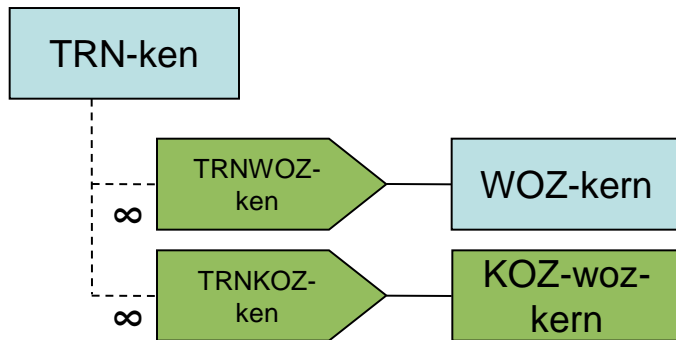 TRN-ken
TRNWOZ-
ken
WOZ-kern
∞
TRNKOZ-
ken
KOZ-woz-
kern
∞